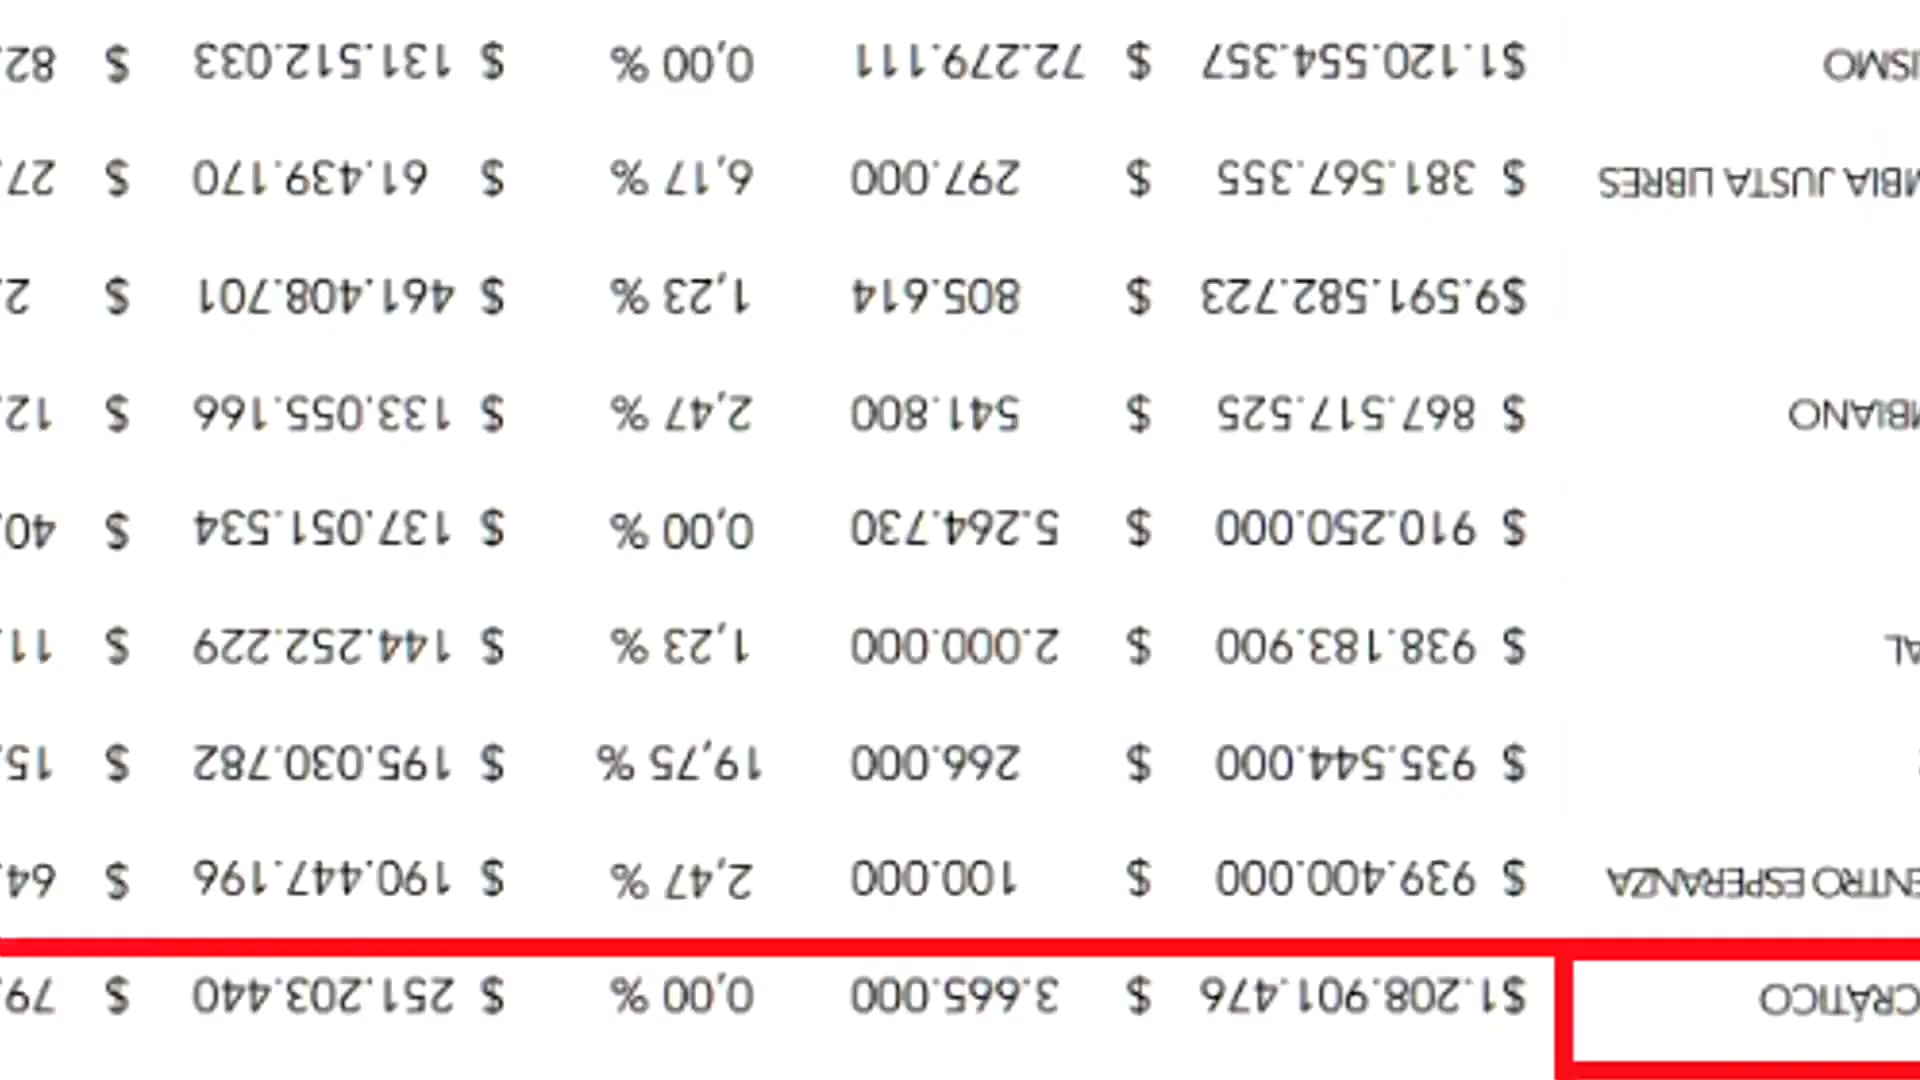 CRÁTICO $1.208.901.476 $ 3.665.000 0,00 % $ 251.203.440 $ 79.
ENTRO ESPERANZA $ 939.400.000 $ 100.000 2,47 % $ 190.447.196 $ 64.
$ 935.544.000 $ 266.000 19,75 % $ 195.030.782 $ 15.
AL $ 938.183.900 $ 2.000.000 1,23 % $ 144.252.229 $ 11.
$ 910.250.000 $ 5.264.730 0,00 % $ 137.051.534 $ 40.
MBIANO $ 867.517.525 $ 541.800 2,47 % $ 133.055.166 $ 12.
$9.591.582.723 $ 805.614 1,23 % $ 461.408.701 $ 2.
MBIA JUSTA LIBRES $ 381.567.355 $ 297.000 6,17 % $ 61.439.170 $ 27.
ISMO $1.120.554.357 $ 72.279.111 0,00 % $ 131.512.033 $ 82.